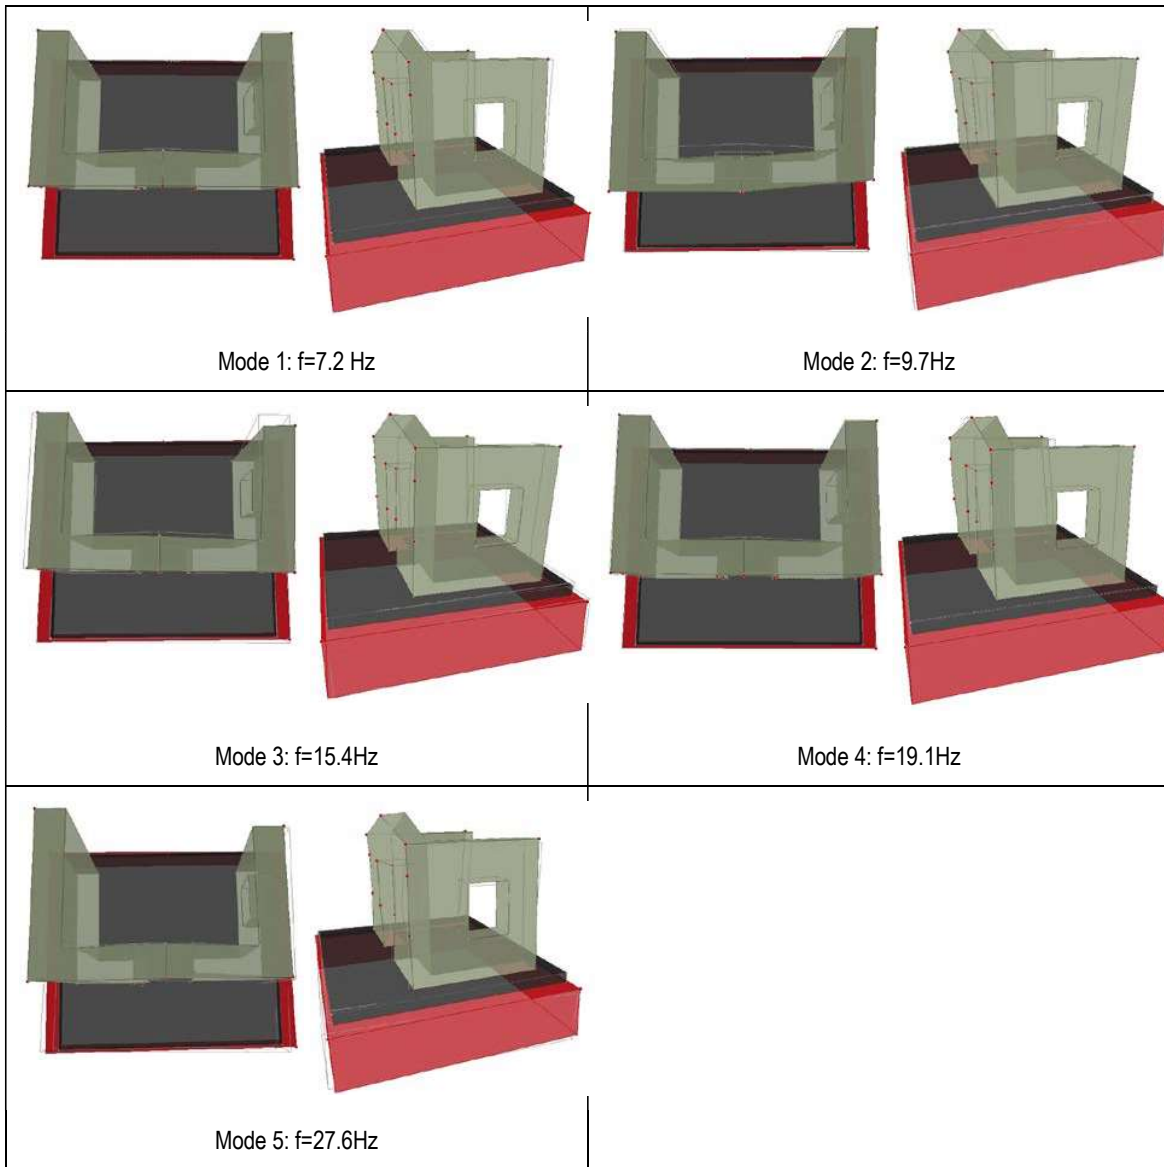 Mode 1: f=7.2 Hz
Mode 2: f=9.7Hz
Mode 3: f=15.4Hz
Mode 4: f=19.1Hz
Mode 5: f=27.6Hz